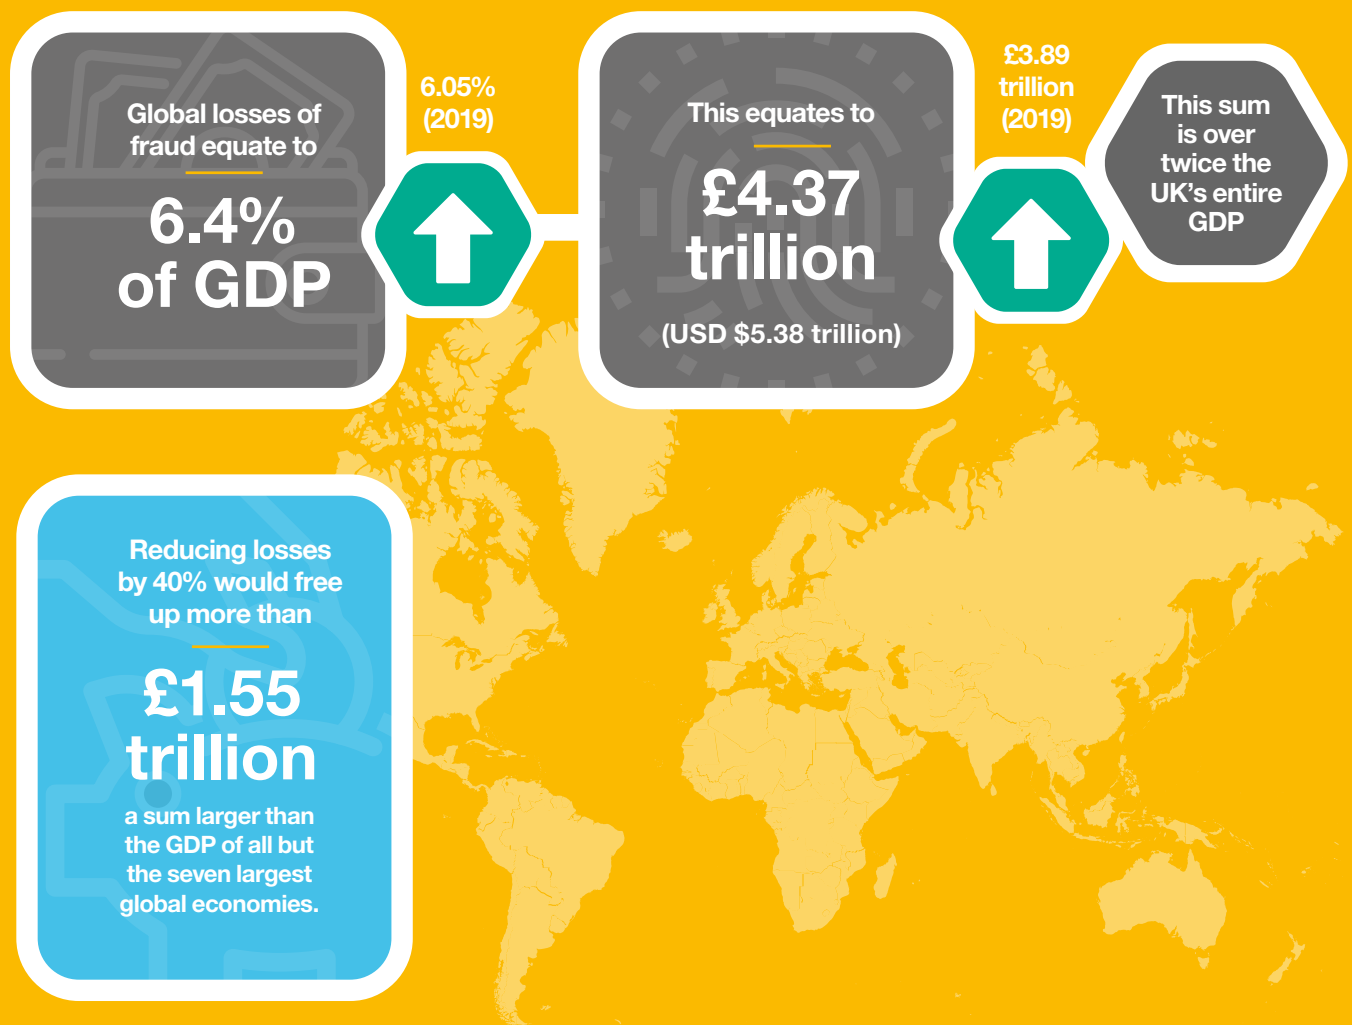 Global losses of
fraud equate to
6.4%
of GDP
6.05%
(2019)
This equates to
£4.37
trillion
(USD $5.38 trillion)
£3.89
trillion
(2019)
This sum
is over
twice the
UK's entire
GDP
Reducing losses
by 40% would free
up more than
£1.55
trillion
a sum larger than
the GDP of all but
the seven largest
global economies.